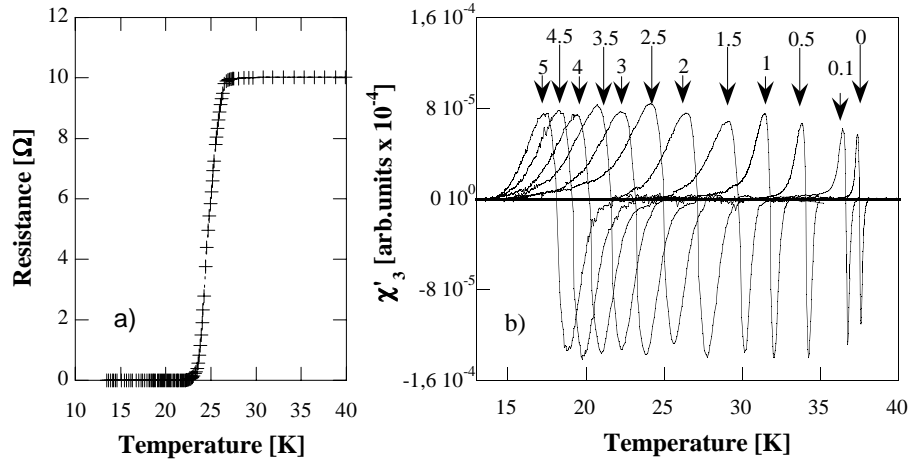 12
10
8
6
4
2
0
Resistance [Ω]
a)
10 15 20 25 30 35 40
Temperature [K]
1,6 10⁻⁴
8 10⁻⁵
0 10⁰
-8 10⁻⁵
-1,6 10⁻⁴
χ'₃ [arb.units x 10⁻⁴]
4.5 3.5 2.5 1.5 0.5 0
5 4 3 2 1 0.1
b)
15 20 25 30 35 40
Temperature [K]